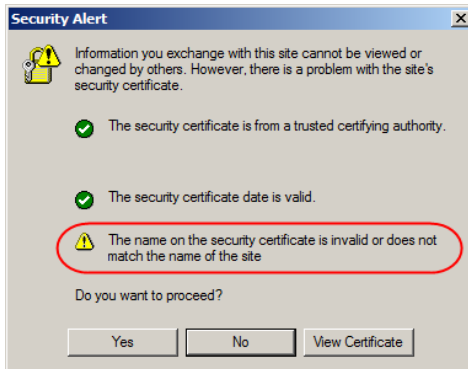 Security Alert
Information you exchange with this site cannot be viewed or
changed by others. However, there is a problem with the site's
security certificate.
The security certificate is from a trusted certifying authority.
The security certificate date is valid.
The name on the security certificate is invalid or does not
match the name of the site
Do you want to proceed?
Yes
No
View Certificate